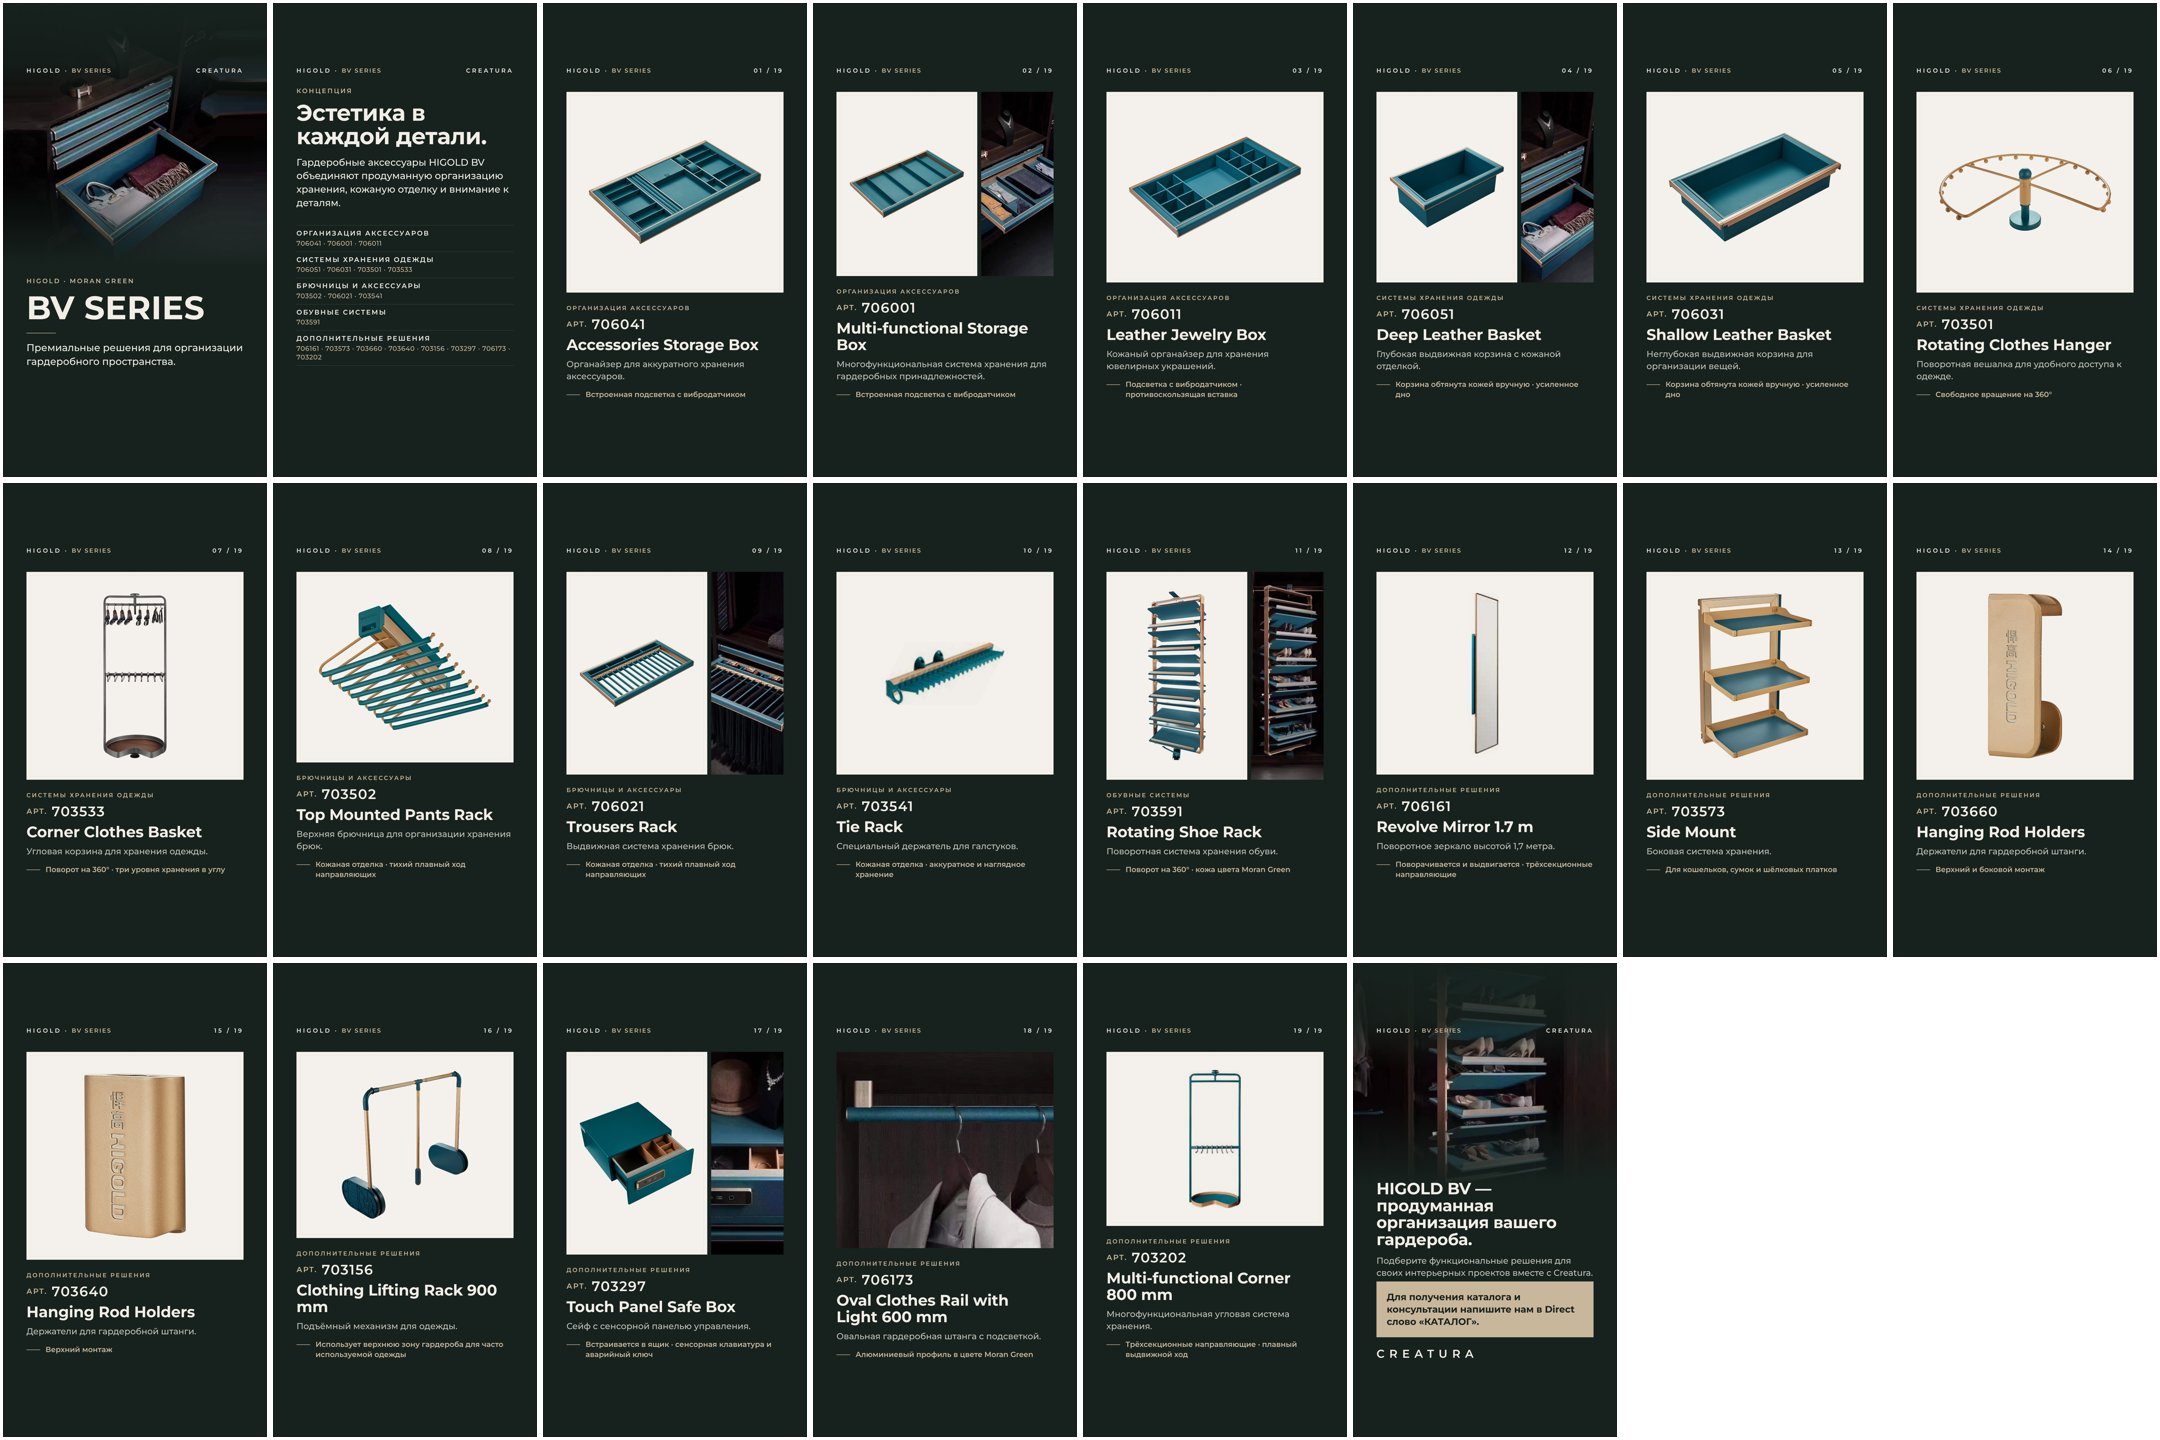 HIGOLD · BV SERIES
CREATURA
HIGOLD · MORAN GREEN
BV SERIES
Премиальные решения для организации
гардеробного пространства.
HIGOLD · BV SERIES
CREATURA
КОНЦЕПЦИЯ
Эстетика в
каждой детали.
Гардеробные аксессуары HIGOLD BV
объединяют продуманную организацию
хранения, кожаную отделку и внимание к
деталям.
ОРГАНИЗАЦИЯ АКСЕССУАРОВ
706041 · 706001 · 706011
СИСТЕМЫ ХРАНЕНИЯ ОДЕЖДЫ
706051 · 706031 · 703501 · 703533
БРЮЧНИЦЫ И АКСЕССУАРЫ
703502 · 706021 · 703541
ОБУВНЫЕ СИСТЕМЫ
703591
ДОПОЛНИТЕЛЬНЫЕ РЕШЕНИЯ
706161 · 703573 · 703660 · 703640 · 703156 · 703297 · 706173 ·
703202
HIGOLD · BV SERIES
01 / 19
ОРГАНИЗАЦИЯ АКСЕССУАРОВ
АРТ. 706041
Accessories Storage Box
Органайзер для аккуратного хранения
аксессуаров.
Встроенная подсветка с вибродатчиком
HIGOLD · BV SERIES
02 / 19
ОРГАНИЗАЦИЯ АКСЕССУАРОВ
АРТ. 706001
Multi-functional Storage
Box
Многофункциональная система хранения для
гардеробных принадлежностей.
Встроенная подсветка с вибродатчиком
HIGOLD · BV SERIES
03 / 19
ОРГАНИЗАЦИЯ АКСЕССУАРОВ
АРТ. 706011
Leather Jewelry Box
Кожаный органайзер для хранения
ювелирных украшений.
Подсветка с вибродатчиком ·
противоскользящая вставка
HIGOLD · BV SERIES
04 / 19
СИСТЕМЫ ХРАНЕНИЯ ОДЕЖДЫ
АРТ. 706051
Deep Leather Basket
Глубокая выдвижная корзина с кожаной
отделкой.
Корзина обтянута кожей вручную · усиленное
дно
HIGOLD · BV SERIES
05 / 19
СИСТЕМЫ ХРАНЕНИЯ ОДЕЖДЫ
АРТ. 706031
Shallow Leather Basket
Неглубокая выдвижная корзина для
организации вещей.
Корзина обтянута кожей вручную · усиленное
дно
HIGOLD · BV SERIES
06 / 19
СИСТЕМЫ ХРАНЕНИЯ ОДЕЖДЫ
АРТ. 703501
Rotating Clothes Hanger
Поворотная вешалка для удобного доступа к
одежде.
Свободное вращение на 360°
HIGOLD · BV SERIES
07 / 19
СИСТЕМЫ ХРАНЕНИЯ ОДЕЖДЫ
АРТ. 703533
Corner Clothes Basket
Угловая корзина для хранения одежды.
Поворот на 360° · три уровня хранения в углу
HIGOLD · BV SERIES
08 / 19
БРЮЧНИЦЫ И АКСЕССУАРЫ
АРТ. 703502
Top Mounted Pants Rack
Верхняя брючница для организации хранения
брюк.
Кожаная отделка · тихий плавный ход
направляющих
HIGOLD · BV SERIES
09 / 19
БРЮЧНИЦЫ И АКСЕССУАРЫ
АРТ. 706021
Trousers Rack
Выдвижная система хранения брюк.
Кожаная отделка · тихий плавный ход
направляющих
HIGOLD · BV SERIES
10 / 19
БРЮЧНИЦЫ И АКСЕССУАРЫ
АРТ. 703541
Tie Rack
Специальный держатель для галстуков.
Кожаная отделка · аккуратное и наглядное
хранение
HIGOLD · BV SERIES
11 / 19
ОБУВНЫЕ СИСТЕМЫ
АРТ. 703591
Rotating Shoe Rack
Поворотная система хранения обуви.
Поворот на 360° · кожа цвета Moran Green
HIGOLD · BV SERIES
12 / 19
ДОПОЛНИТЕЛЬНЫЕ РЕШЕНИЯ
АРТ. 706161
Revolve Mirror 1.7 m
Поворотное зеркало высотой 1,7 метра.
Поворачивается и выдвигается · трёхсекционные
направляющие
HIGOLD · BV SERIES
13 / 19
ДОПОЛНИТЕЛЬНЫЕ РЕШЕНИЯ
АРТ. 703573
Side Mount
Боковая система хранения.
Для кошельков, сумок и шёлковых платков
HIGOLD · BV SERIES
14 / 19
HIGOLD
ДОПОЛНИТЕЛЬНЫЕ РЕШЕНИЯ
АРТ. 703660
Hanging Rod Holders
Держатели для гардеробной штанги.
Верхний и боковой монтаж
HIGOLD · BV SERIES
15 / 19
HIGOLD
ДОПОЛНИТЕЛЬНЫЕ РЕШЕНИЯ
АРТ. 703640
Hanging Rod Holders
Держатели для гардеробной штанги.
Верхний монтаж
HIGOLD · BV SERIES
16 / 19
ДОПОЛНИТЕЛЬНЫЕ РЕШЕНИЯ
АРТ. 703156
Clothing Lifting Rack 900
mm
Подъёмный механизм для одежды.
Использует верхнюю зону гардероба для часто
используемой одежды
HIGOLD · BV SERIES
17 / 19
ДОПОЛНИТЕЛЬНЫЕ РЕШЕНИЯ
АРТ. 703297
Touch Panel Safe Box
Сейф с сенсорной панелью управления.
Встраивается в ящик · сенсорная клавиатура и
аварийный ключ
HIGOLD · BV SERIES
18 / 19
ДОПОЛНИТЕЛЬНЫЕ РЕШЕНИЯ
АРТ. 706173
Oval Clothes Rail with
Light 600 mm
Овальная гардеробная штанга с подсветкой.
Алюминиевый профиль в цвете Moran Green
HIGOLD · BV SERIES
19 / 19
ДОПОЛНИТЕЛЬНЫЕ РЕШЕНИЯ
АРТ. 703202
Multi-functional Corner
800 mm
Многофункциональная угловая система
хранения.
Трёхсекционные направляющие · плавный
выдвижной ход
HIGOLD · BV SERIES
CREATURA
HIGOLD BV —
продуманная
организация вашего
гардероба.
Подберите функциональные решения для
своих интерьерных проектов вместе с Creatura.
Для получения каталога и
консультации напишите нам в Direct
слово «КАТАЛОГ».
CREATURA